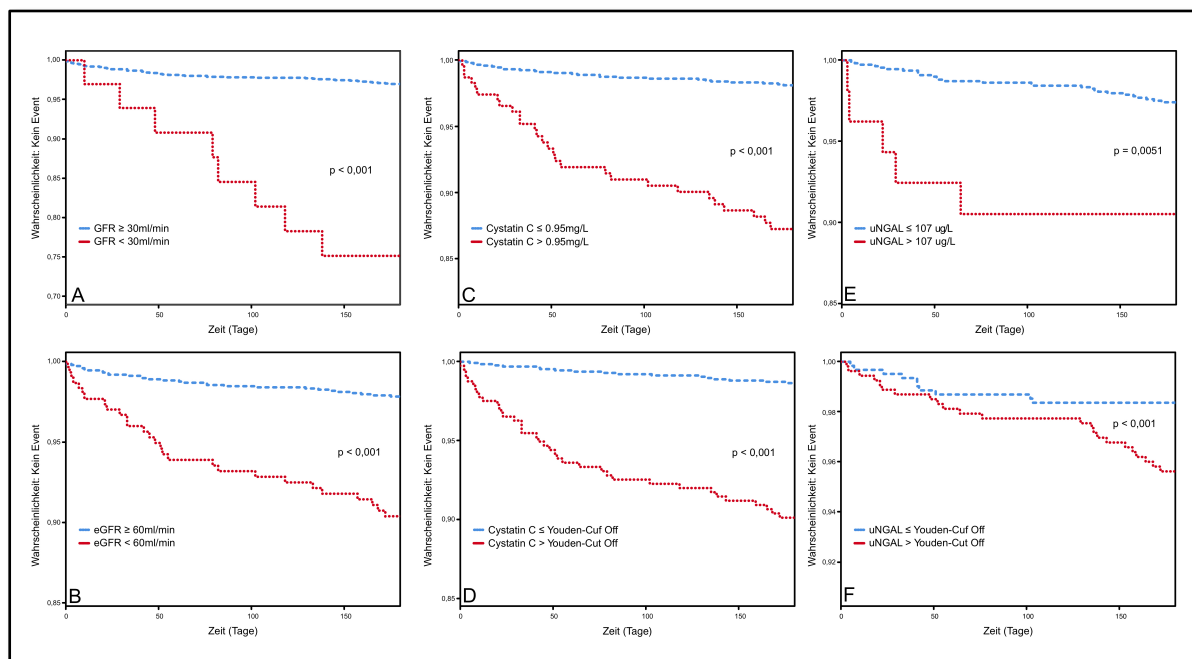 1,00
0,95
0,90
0,85
0,80
0,75
0,70
Wahrscheinlichkeit: Kein Event
p < 0,001
GFR ≥ 30ml/min
GFR < 30ml/min
A
0
50
100
150
Zeit (Tage)
1,00
0,95
0,90
0,85
Wahrscheinlichkeit: Kein Event
p < 0,001
Cystatin C ≤ 0.95mg/L
Cystatin C > 0.95mg/L
C
0
50
100
150
Zeit (Tage)
1,00
0,95
0,90
0,85
Wahrscheinlichkeit: Kein Event
p = 0,0051
uNGAL ≤ 107 ug/L
uNGAL > 107 ug/L
E
0
50
100
150
Zeit (Tage)
1,00
0,95
0,90
0,85
Wahrscheinlichkeit: Kein Event
p < 0,001
eGFR ≥ 60ml/min
eGFR < 60ml/min
B
0
50
100
150
Zeit (Tage)
1,00
0,95
0,90
0,85
Wahrscheinlichkeit: Kein Event
p < 0,001
Cystatin C ≤ Youden-Cuf Off
Cystatin C > Youden-Cut Off
D
0
50
100
150
Zeit (Tage)
1,00
0,98
0,96
0,94
0,92
Wahrscheinlichkeit: Kein Event
p < 0,001
uNGAL ≤ Youden-Cuf Off
uNGAL > Youden-Cut Off
F
0
50
100
150
Zeit (Tage)